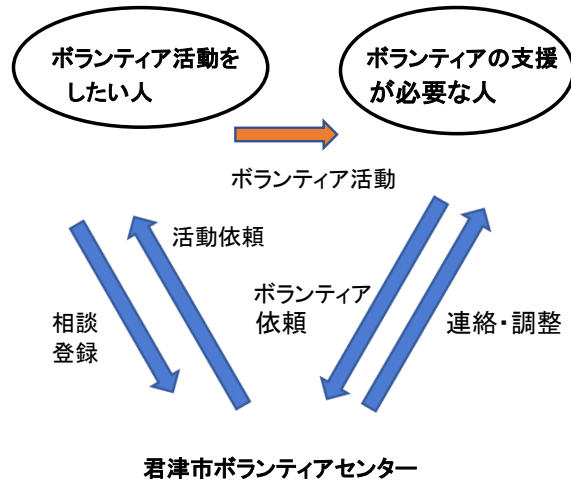 ボランティア活動を
したい人
ボランティアの支援
が必要な人
ボランティア活動
活動依頼
相談
登録
ボランティア
依頼
連絡・調整
君津市ボランティアセンター